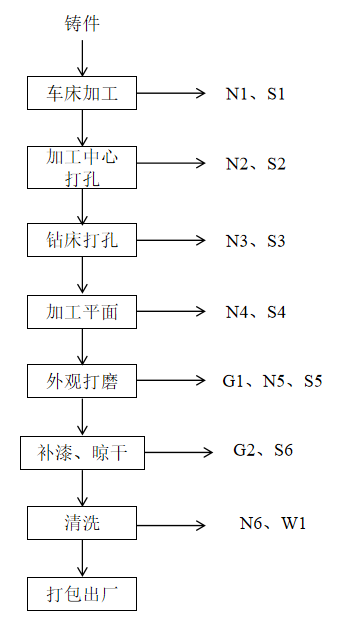 铸件
车床加工
N1、S1
加工中心
打孔
N2、S2
钻床打孔
N3、S3
加工平面
N4、S4
外观打磨
G1、N5、S5
补漆、晾干
G2、S6
清洗
N6、W1
打包出厂